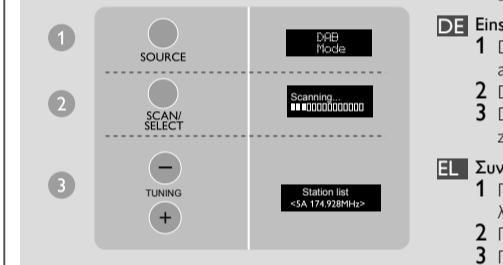 1
SOURCE
DAB
Mode
2
SCAN/
SELECT
Scanning...
3
−
TUNING
+
Station list
<5A 174.928MHz>
DE
1
2
3
EL
1
2
3